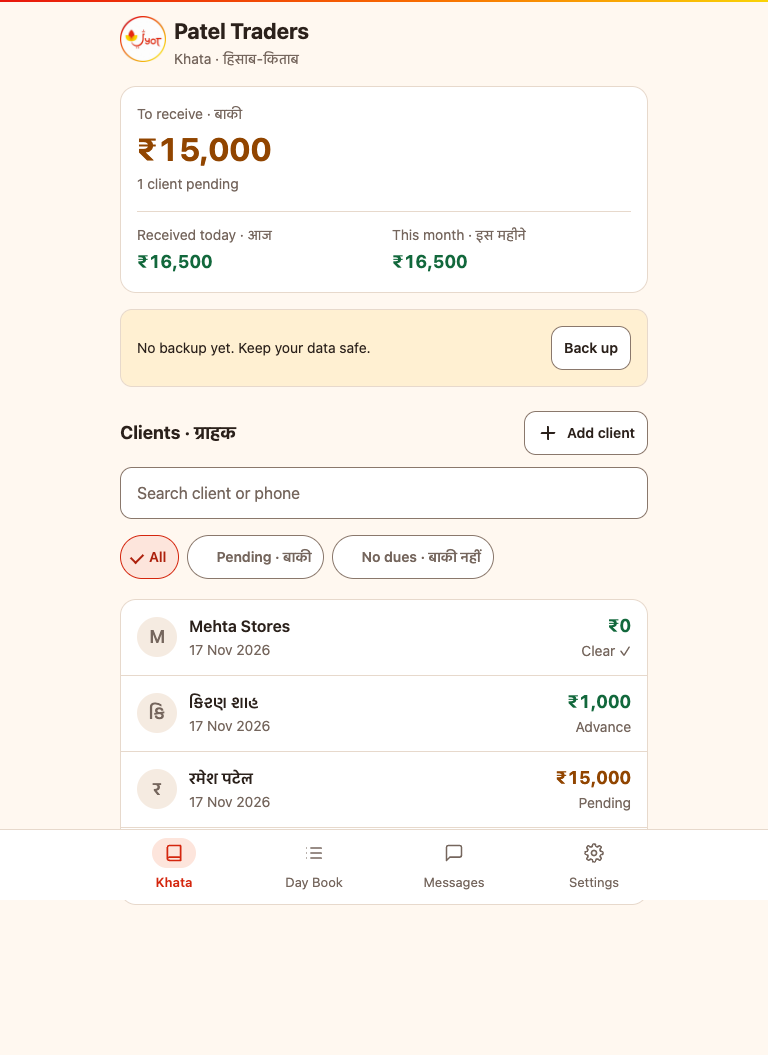 Jyot
Patel Traders
Khata · हिसाब-किताब
To receive · बाकी
₹15,000
1 client pending
Received today · आज
This month · इस महीने
₹16,500
₹16,500
No backup yet. Keep your data safe.
Back up
Clients · ग्राहक
Add client
Search client or phone
All
Pending · बाकी
No dues · बाकी नहीं
M
Mehta Stores
₹0
17 Nov 2026
Clear ✓
કિ
કિરણ શાહ
₹1,000
17 Nov 2026
Advance
र
रमेश पटेल
₹15,000
17 Nov 2026
Pending
Khata
Day Book
Messages
Settings